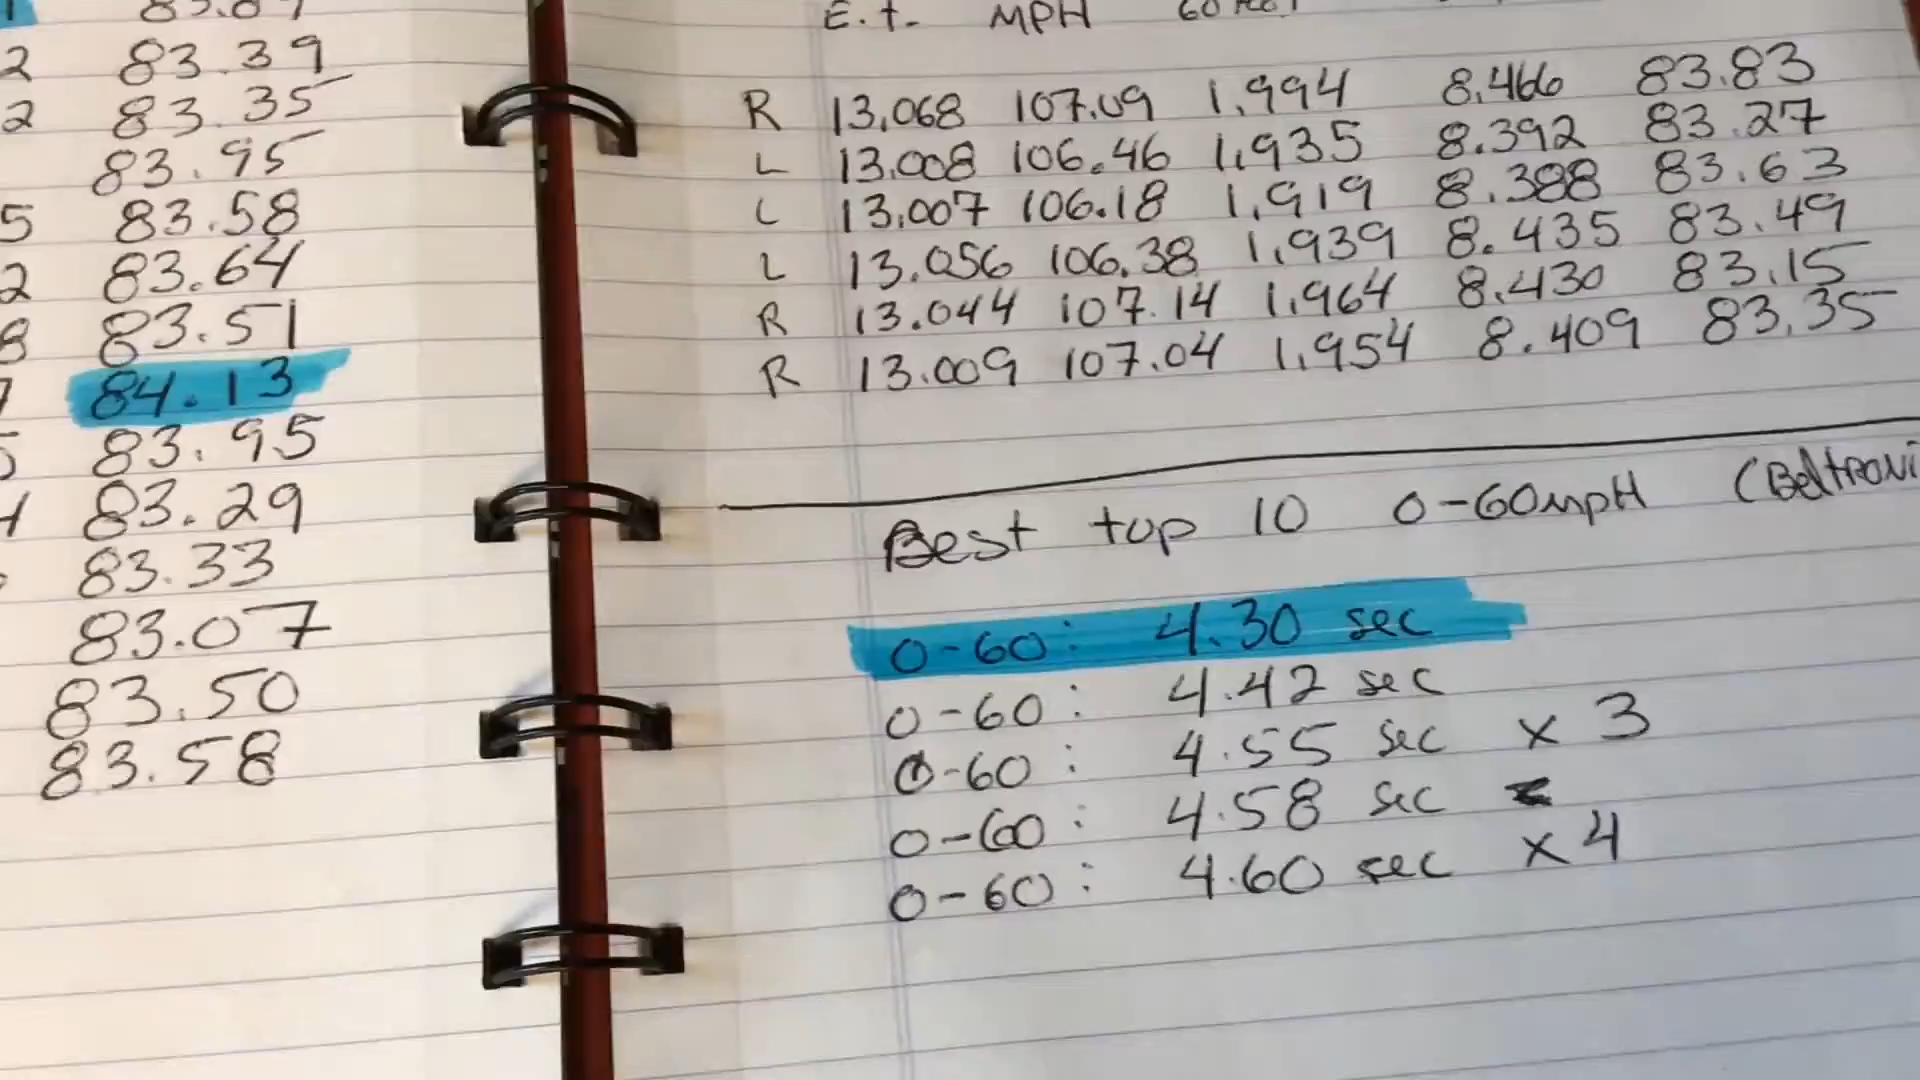 83.39
83.35
83.95
83.58
83.64
83.51
84.13
83.95
83.29
83.33
83.07
83.50
83.58
E.t. MPH
R 13.068 107.09 1.994 8.466 83.83
L 13.008 106.46 1.935 8.392 83.27
L 13.007 106.18 1.919 8.388 83.63
L 13.056 106.38 1.939 8.435 83.49
R 13.044 107.14 1.964 8.430 83.15
R 13.009 107.04 1.954 8.409 83.35
Best top 10 0-60mpH (Beltroni
0-60: 4.30 sec
0-60: 4.42 sec
0-60: 4.55 sec x 3
0-60: 4.58 sec
0-60: 4.60 sec x4